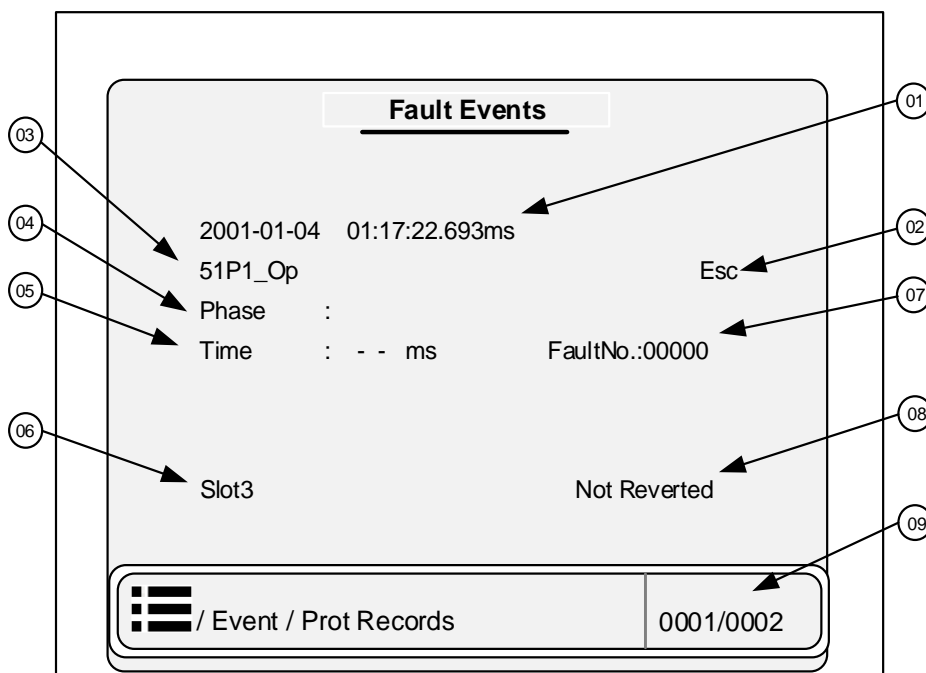 Fault Events
01
03
2001-01-04 01:17:22.693ms
04
02
51P1_Op Esc
05
Phase :
07
Time : - - ms FaultNo.:00000
08
06
Slot3 Not Reverted
09
/ Event / Prot Records 0001/0002